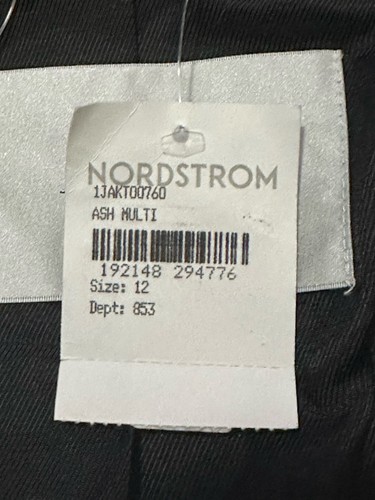 NORDSTROM
1JAKT00760
ASH MULTI
192148 294776
Size: 12
Dept: 853